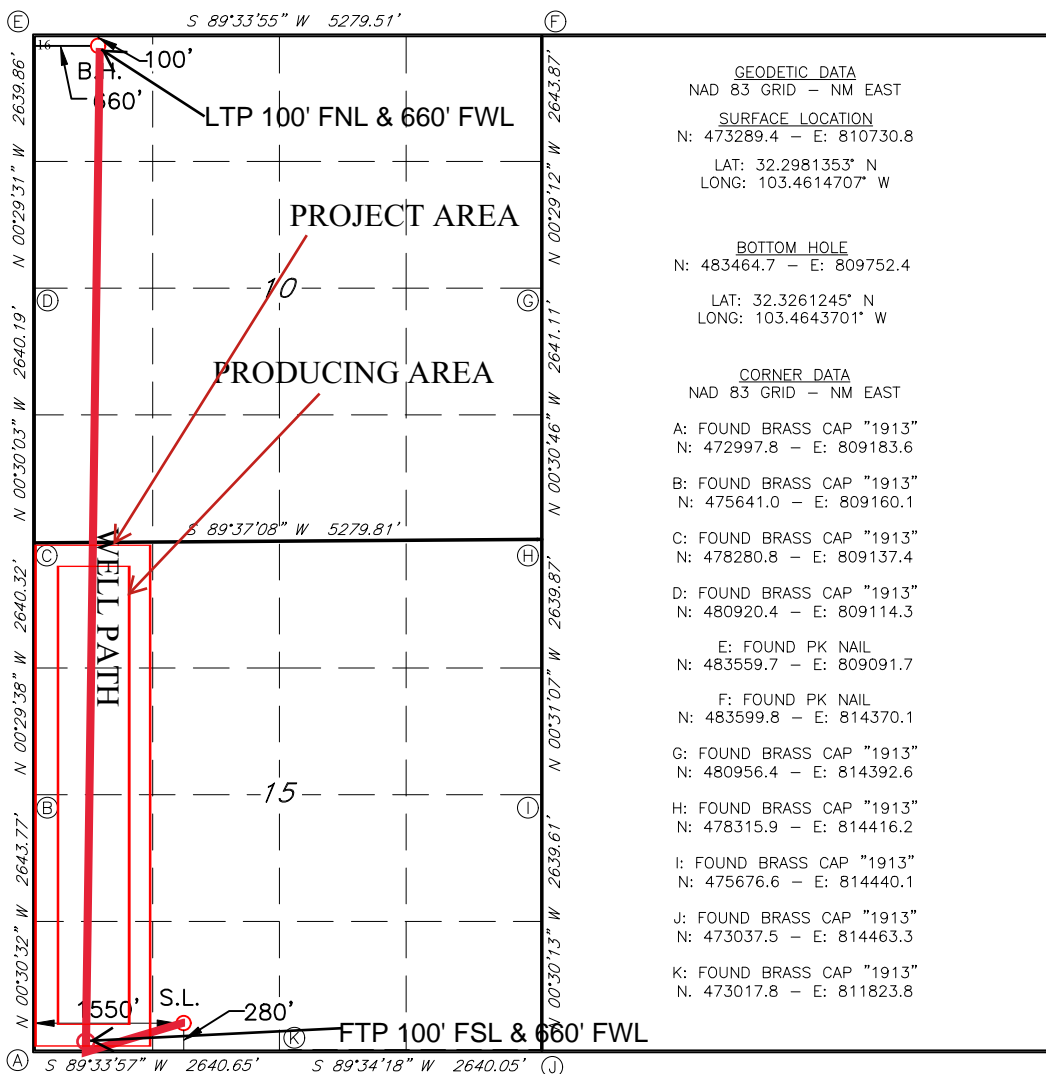 E
S 89°33'55" W 5279.51'
F
16
B.H.
100'
660'
LTP 100' FNL & 660' FWL
2639.86'
N 00°29'31" W
2643.87'
N 00°29'12" W
PROJECT AREA
10
D
G
2640.19'
N 00°30'03" W
2641.11'
N 00°30'46" W
PRODUCING AREA
S 89°37'08" W 5279.81'
C
H
WELL PATH
2640.32'
N 00°29'38" W
2639.87'
N 00°31'07" W
15
B
I
2643.77'
N 00°30'32" W
2639.61'
N 00°30'13" W
1550'
S.L.
280'
FTP 100' FSL & 660' FWL
K
A
S 89°33'57" W 2640.65'
S 89°34'18" W 2640.05'
J
GEODETIC DATA
NAD 83 GRID – NM EAST
SURFACE LOCATION
N: 473289.4 – E: 810730.8
LAT: 32.2981353° N
LONG: 103.4614707° W
BOTTOM HOLE
N: 483464.7 – E: 809752.4
LAT: 32.3261245° N
LONG: 103.4643701° W
CORNER DATA
NAD 83 GRID – NM EAST
A: FOUND BRASS CAP "1913"
N: 472997.8 – E: 809183.6
B: FOUND BRASS CAP "1913"
N: 475641.0 – E: 809160.1
C: FOUND BRASS CAP "1913"
N: 478280.8 – E: 809137.4
D: FOUND BRASS CAP "1913"
N: 480920.4 – E: 809114.3
E: FOUND PK NAIL
N: 483559.7 – E: 809091.7
F: FOUND PK NAIL
N: 483599.8 – E: 814370.1
G: FOUND BRASS CAP "1913"
N: 480956.4 – E: 814392.6
H: FOUND BRASS CAP "1913"
N: 478315.9 – E: 814416.2
I: FOUND BRASS CAP "1913"
N: 475676.6 – E: 814440.1
J: FOUND BRASS CAP "1913"
N: 473037.5 – E: 814463.3
K: FOUND BRASS CAP "1913"
N. 473017.8 – E: 811823.8